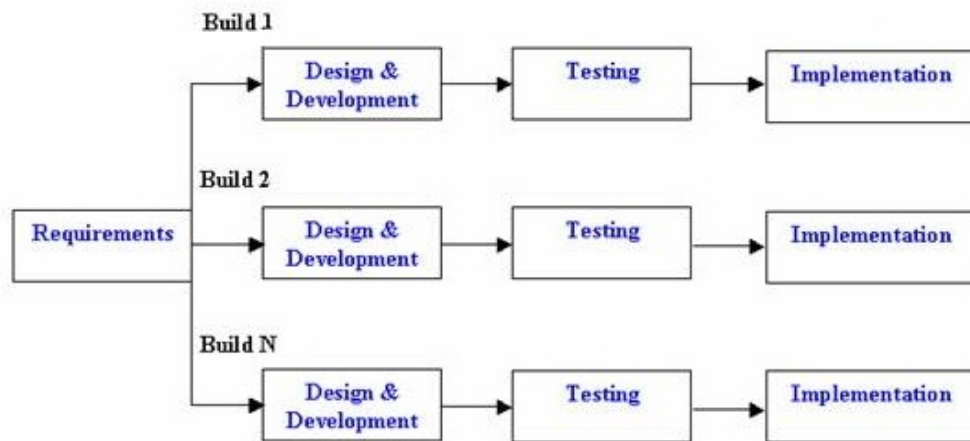 Build 1
Design &
Development
Testing
Implementation
Build 2
Requirements
Design &
Development
Testing
Implementation
Build N
Design &
Development
Testing
Implementation